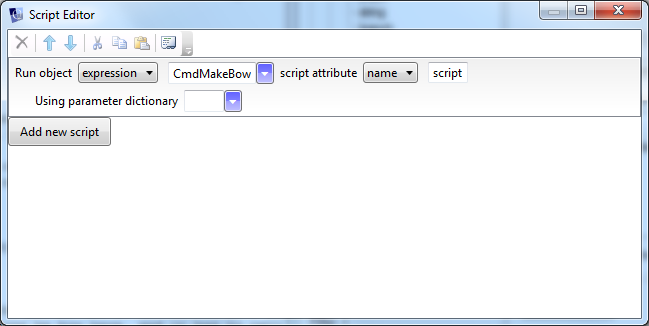 Script Editor
Run object expression CmdMakeBow script attribute name script
Using parameter dictionary
Add new script